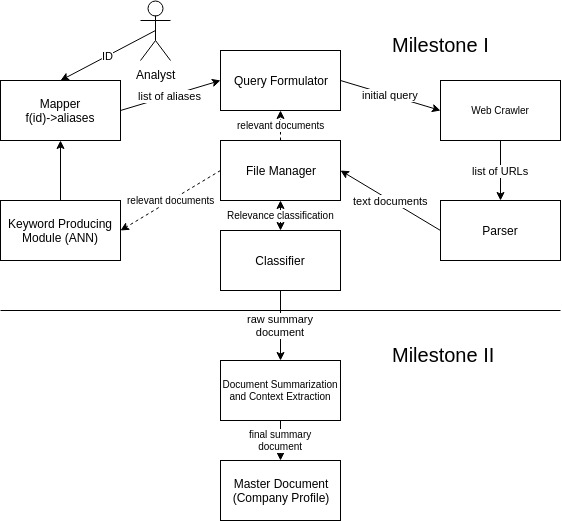 Milestone I
ID
Analyst
Mapper
f(id)->aliases
list of aliases
Query Formulator
initial query
Web Crawler
relevant documents
list of URLs
File Manager
relevant documents
text documents
Keyword Producing
Module (ANN)
Relevance classification
Parser
Classifier
raw summary
document
Milestone II
Document Summarization
and Context Extraction
final summary
document
Master Document
(Company Profile)